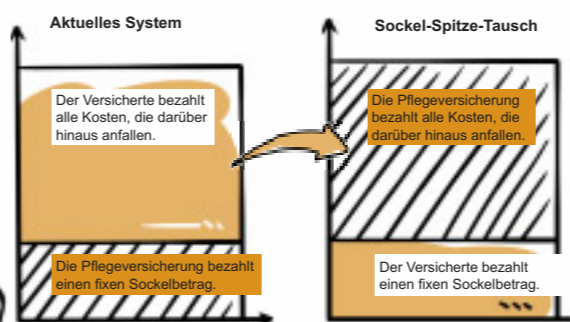 Aktuelles System
Der Versicherte bezahlt
alle Kosten, die darüber
hinaus anfallen.
Die Pflegeversicherung bezahlt
einen fixen Sockelbetrag.
Sockel-Spitze-Tausch
Die Pflegeversicherung
bezahlt alle Kosten, die
darüber hinaus anfallen.
Der Versicherte bezahlt
einen fixen Sockelbetrag.